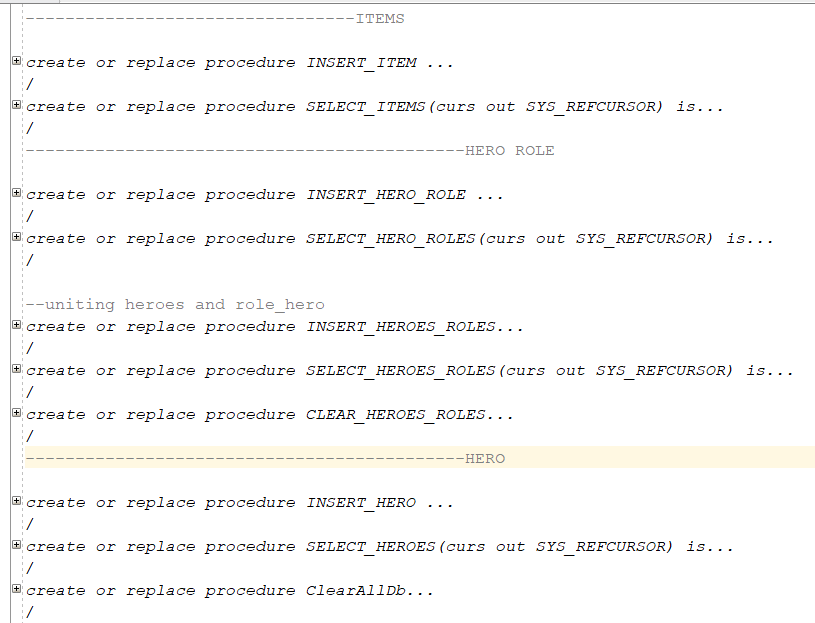 ---------------------------------ITEMS
create or replace procedure INSERT_ITEM ...
/
create or replace procedure SELECT_ITEMS(curs out SYS_REFCURSOR) is...
/
--------------------------------------------HERO ROLE
create or replace procedure INSERT_HERO_ROLE ...
/
create or replace procedure SELECT_HERO_ROLES(curs out SYS_REFCURSOR) is...
/
--uniting heroes and role_hero
create or replace procedure INSERT_HEROES_ROLES...
/
create or replace procedure SELECT_HEROES_ROLES(curs out SYS_REFCURSOR) is...
/
create or replace procedure CLEAR_HEROES_ROLES...
/
--------------------------------------------HERO
create or replace procedure INSERT_HERO ...
/
create or replace procedure SELECT_HEROES(curs out SYS_REFCURSOR) is...
/
create or replace procedure ClearAllDb...
/